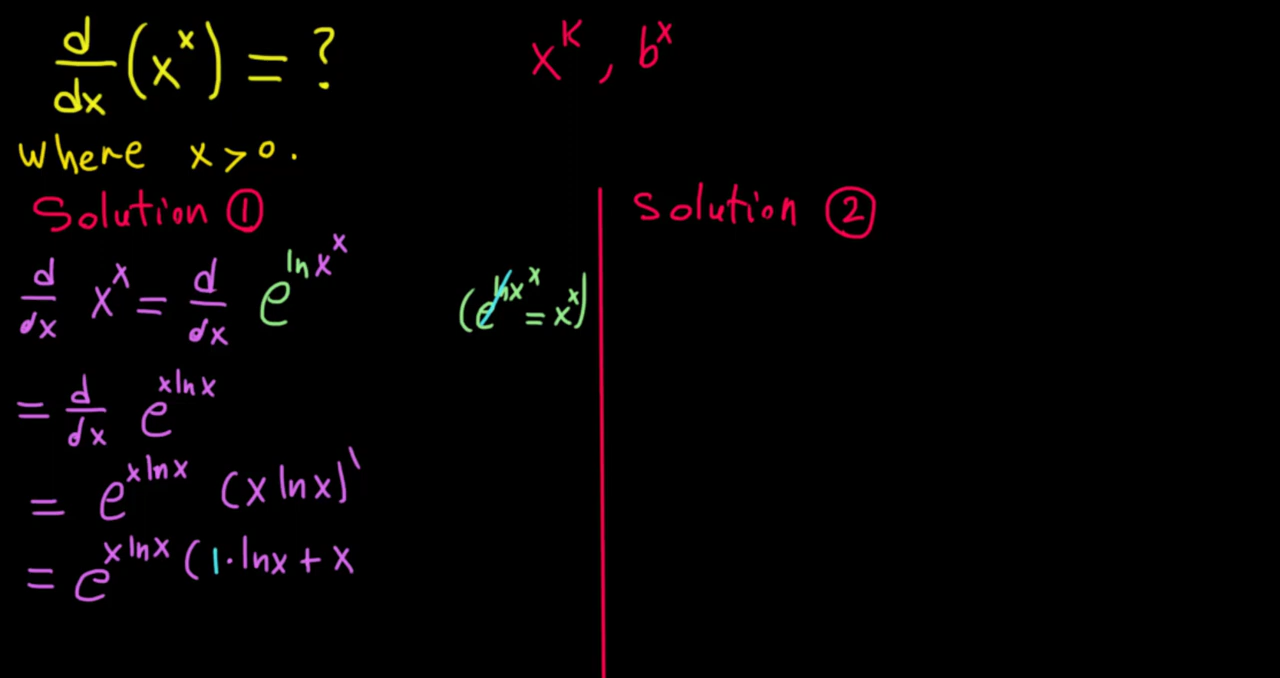 d/dx (x^x) = ?
x^k , b^x
where x > 0 .
Solution ①
d/dx x^x = d/dx e^{ln x^x}
(e^{ln x^x} = x^x)
= d/dx e^{x ln x}
= e^{x ln x} (x ln x)'
= e^{x ln x} (1 · ln x + x
Solution ②